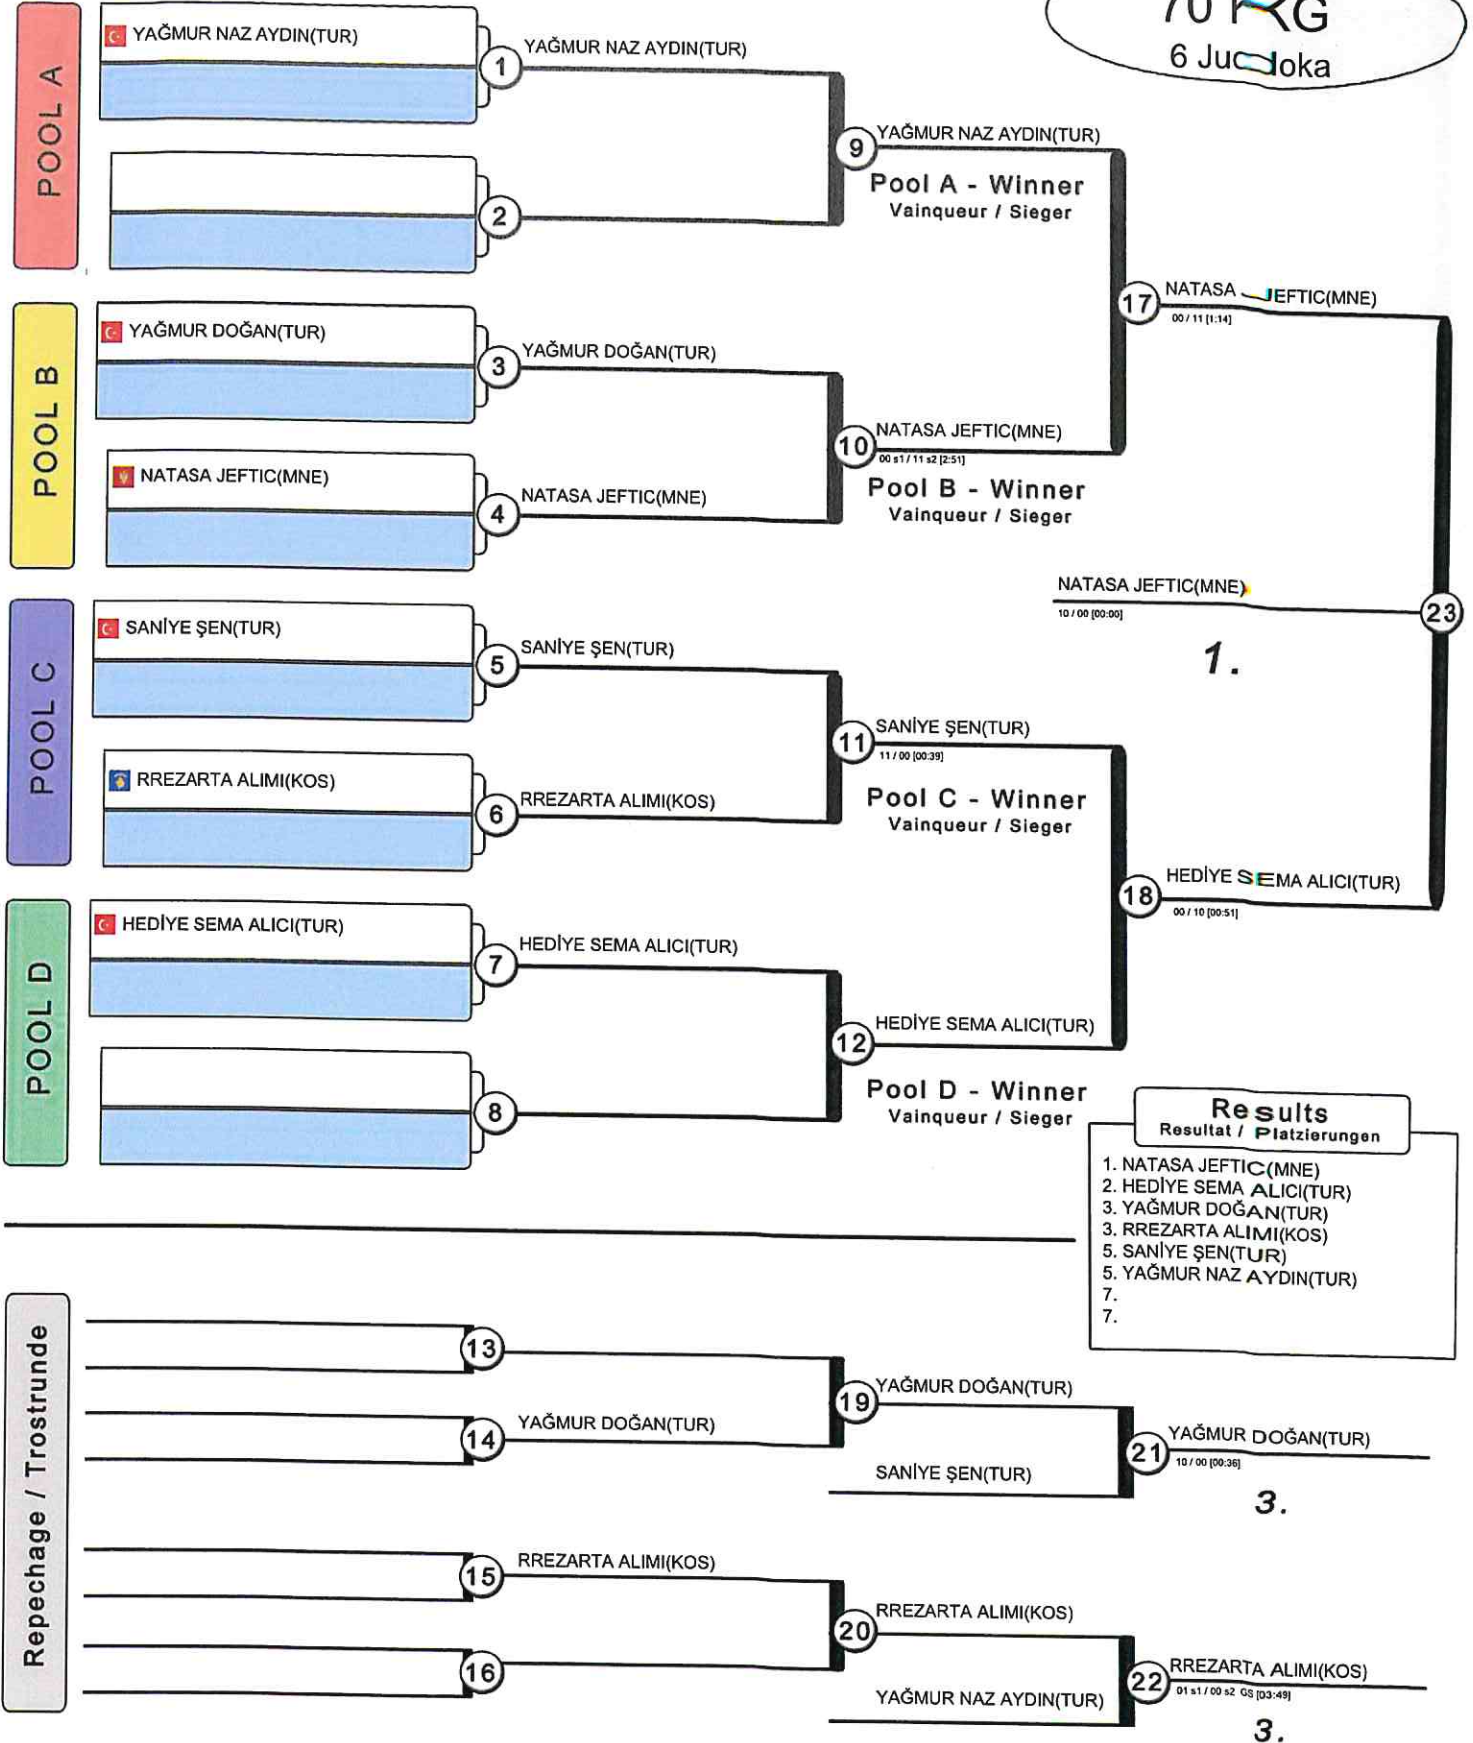 70 KG
6 Judoka
POOL A
YAĞMUR NAZ AYDIN(TUR)
1
YAĞMUR NAZ AYDIN(TUR)
2
9
YAĞMUR NAZ AYDIN(TUR)
Pool A - Winner
Vainqueur / Sieger
17
NATASA JEFTIC(MNE)
00 / 11 [1:14]
POOL B
YAĞMUR DOĞAN(TUR)
3
YAĞMUR DOĞAN(TUR)
NATASA JEFTIC(MNE)
4
NATASA JEFTIC(MNE)
10
NATASA JEFTIC(MNE)
00 s1 / 11 s2 [2:51]
Pool B - Winner
Vainqueur / Sieger
NATASA JEFTIC(MNE)
10 / 00 [00:00]
23
1.
POOL C
SANİYE ŞEN(TUR)
5
SANİYE ŞEN(TUR)
RREZARTA ALIMI(KOS)
6
RREZARTA ALIMI(KOS)
11
SANİYE ŞEN(TUR)
11 / 00 [00:39]
Pool C - Winner
Vainqueur / Sieger
18
HEDİYE SEMA ALICI(TUR)
00 / 10 [00:51]
POOL D
HEDİYE SEMA ALICI(TUR)
7
HEDİYE SEMA ALICI(TUR)
8
12
HEDİYE SEMA ALICI(TUR)
Pool D - Winner
Vainqueur / Sieger
Results
Resultat / Platzierungen
1. NATASA JEFTIC(MNE)
2. HEDİYE SEMA ALICI(TUR)
3. YAĞMUR DOĞAN(TUR)
3. RREZARTA ALIMI(KOS)
5. SANİYE ŞEN(TUR)
5. YAĞMUR NAZ AYDIN(TUR)
7.
7.
Repechage / Trostrunde
13
14
YAĞMUR DOĞAN(TUR)
19
YAĞMUR DOĞAN(TUR)
SANİYE ŞEN(TUR)
21
YAĞMUR DOĞAN(TUR)
10 / 00 [00:36]
3.
15
RREZARTA ALIMI(KOS)
16
20
RREZARTA ALIMI(KOS)
YAĞMUR NAZ AYDIN(TUR)
22
RREZARTA ALIMI(KOS)
01 s1 / 00 s2 GS [03:49]
3.